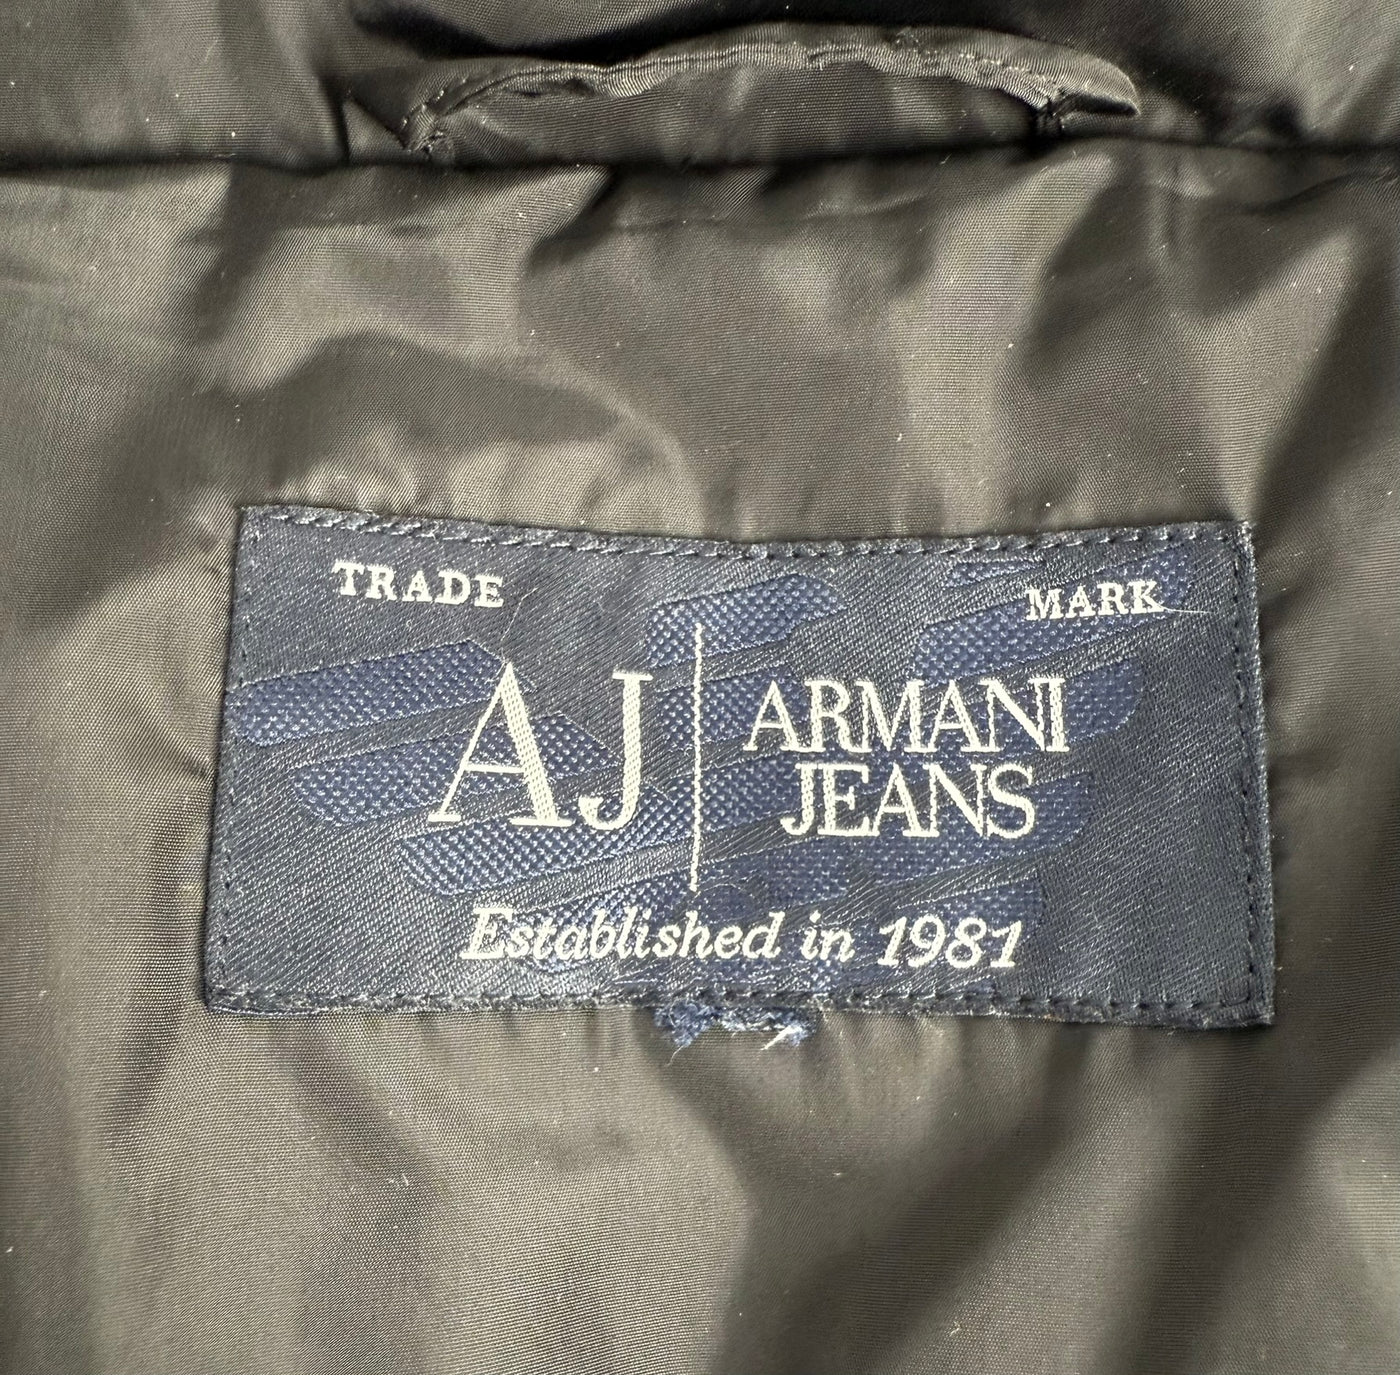 TRADE MARK
AJ ARMANI
JEANS
Established in 1981